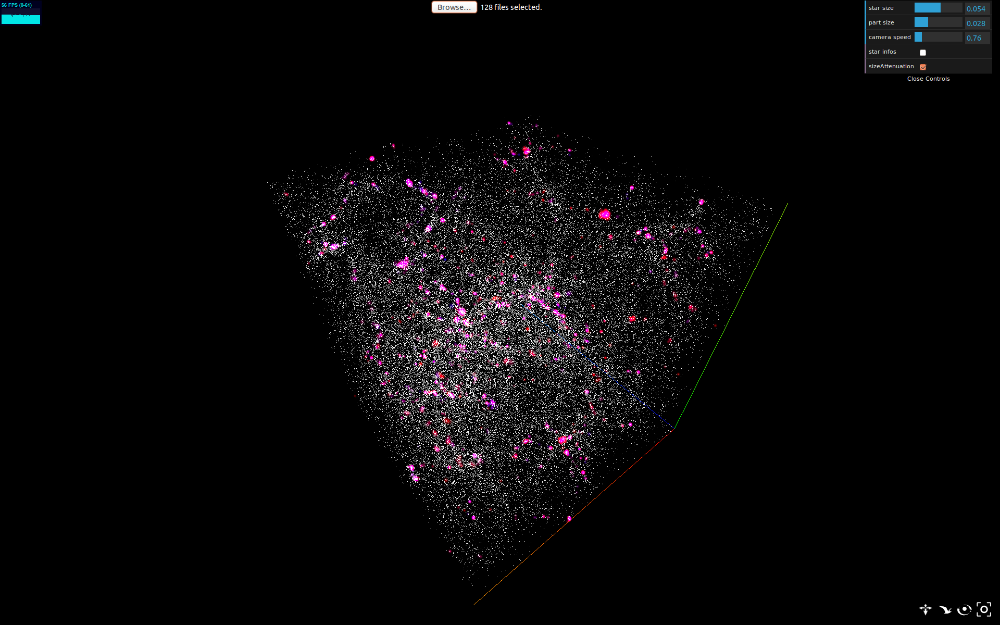 56 FPS (0-61)
Browse... 128 files selected.
star size 0.054
part size 0.028
camera speed 0.76
star infos
sizeAttenuation
Close Controls